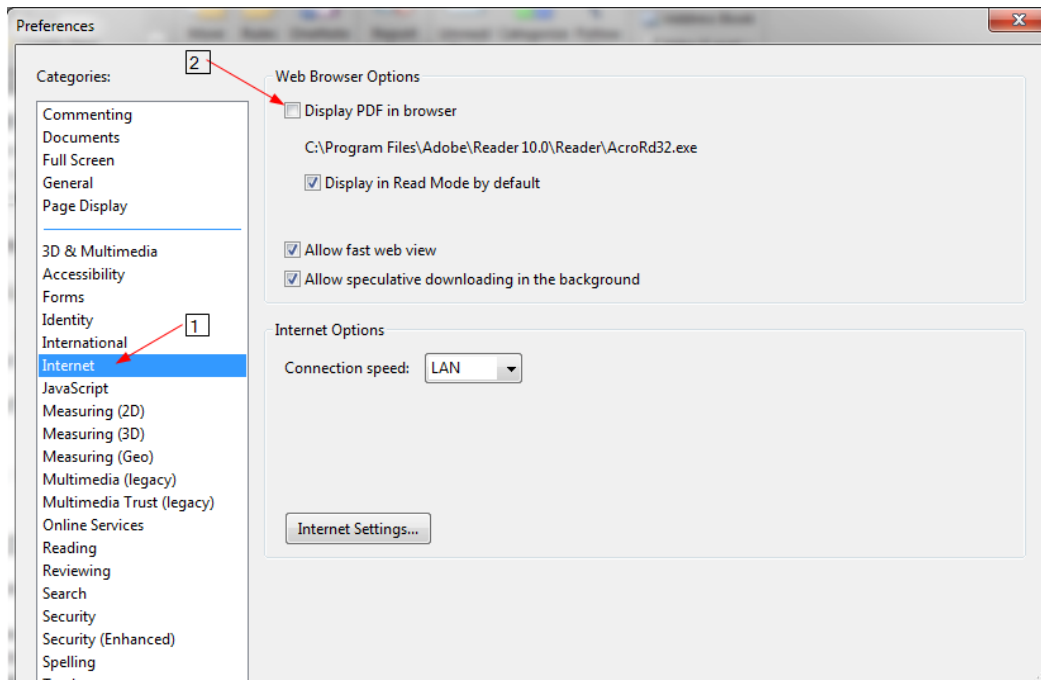 Preferences
Categories:
Commenting
Documents
Full Screen
General
Page Display
3D & Multimedia
Accessibility
Forms
Identity
International
Internet
JavaScript
Measuring (2D)
Measuring (3D)
Measuring (Geo)
Multimedia (legacy)
Multimedia Trust (legacy)
Online Services
Reading
Reviewing
Search
Security
Security (Enhanced)
Spelling
1
2
Web Browser Options
Display PDF in browser
C:\Program Files\Adobe\Reader 10.0\Reader\AcroRd32.exe
Display in Read Mode by default
Allow fast web view
Allow speculative downloading in the background
Internet Options
Connection speed: LAN
Internet Settings...